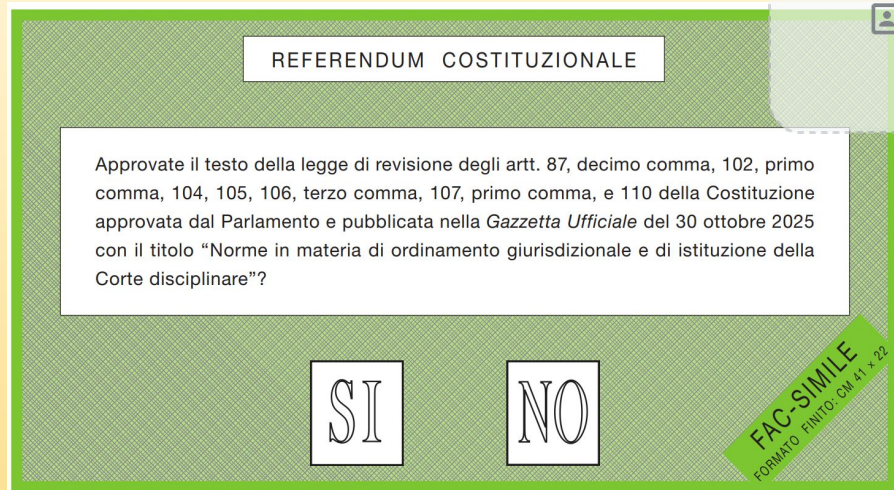 REFERENDUM COSTITUZIONALE
Approvate il testo della legge di revisione degli artt. 87, decimo comma, 102, primo
comma, 104, 105, 106, terzo comma, 107, primo comma, e 110 della Costituzione
approvata dal Parlamento e pubblicata nella Gazzetta Ufficiale del 30 ottobre 2025
con il titolo “Norme in materia di ordinamento giurisdizionale e di istituzione della
Corte disciplinare”?
SI
NO
FAC-SIMILE
FORMATO FINITO: CM 41 x 22